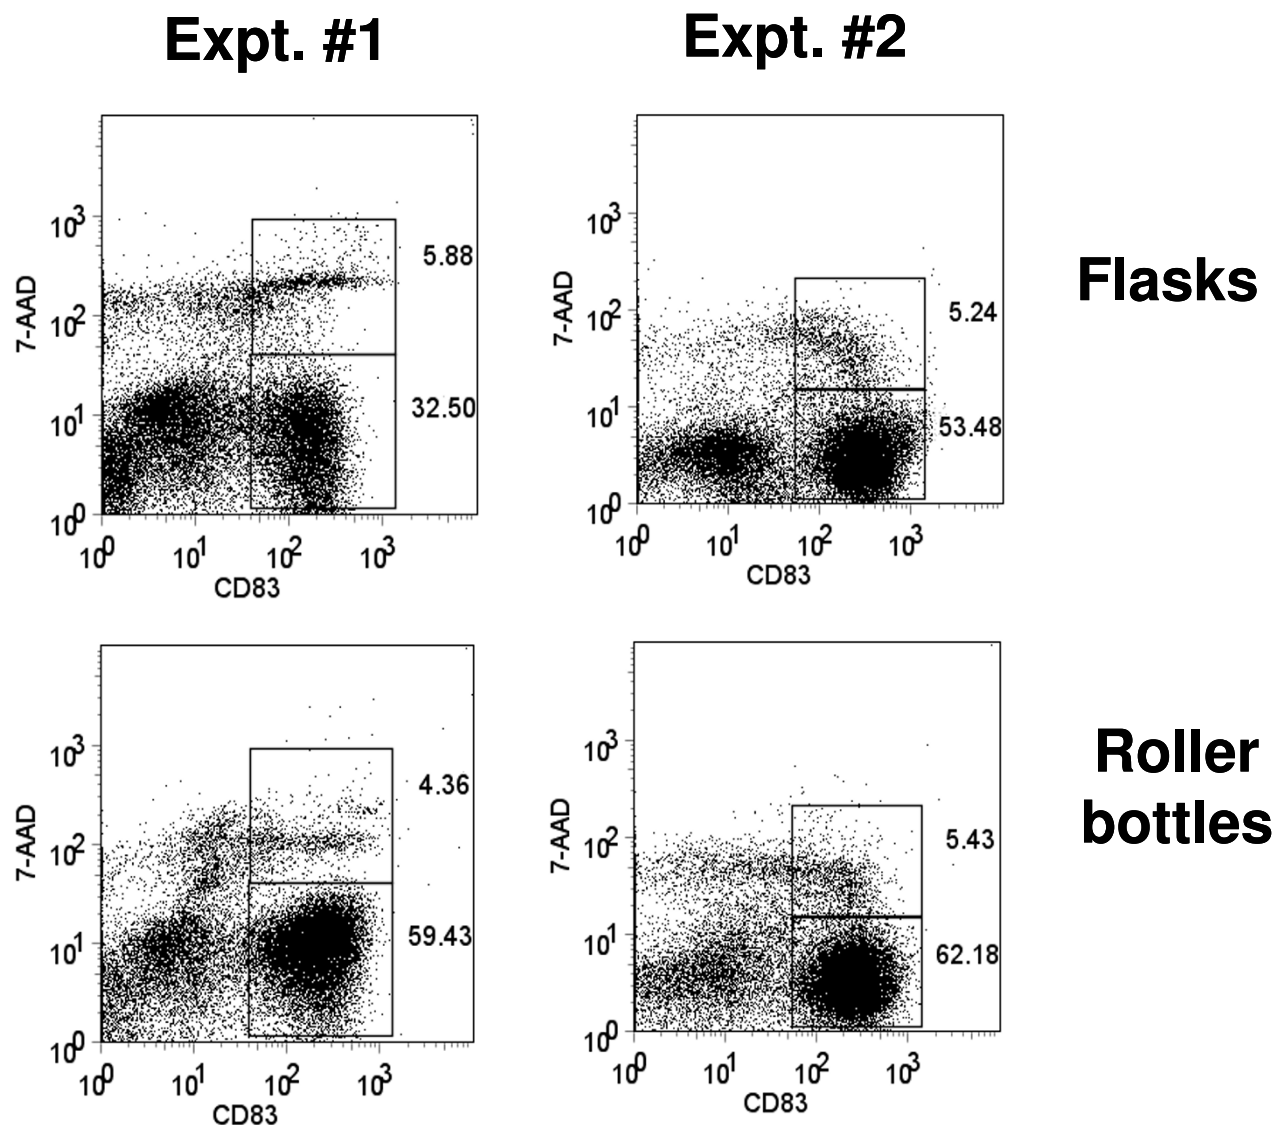 Expt. #1
Expt. #2
7-AAD
10³
10²
10¹
10⁰
5.88
32.50
10⁰ 10¹ 10² 10³
CD83
7-AAD
10³
10²
10¹
10⁰
5.24
53.48
10⁰ 10¹ 10² 10³
CD83
Flasks
7-AAD
10³
10²
10¹
10⁰
4.36
59.43
10⁰ 10¹ 10² 10³
CD83
7-AAD
10³
10²
10¹
10⁰
5.43
62.18
10⁰ 10¹ 10² 10³
CD83
Roller
bottles